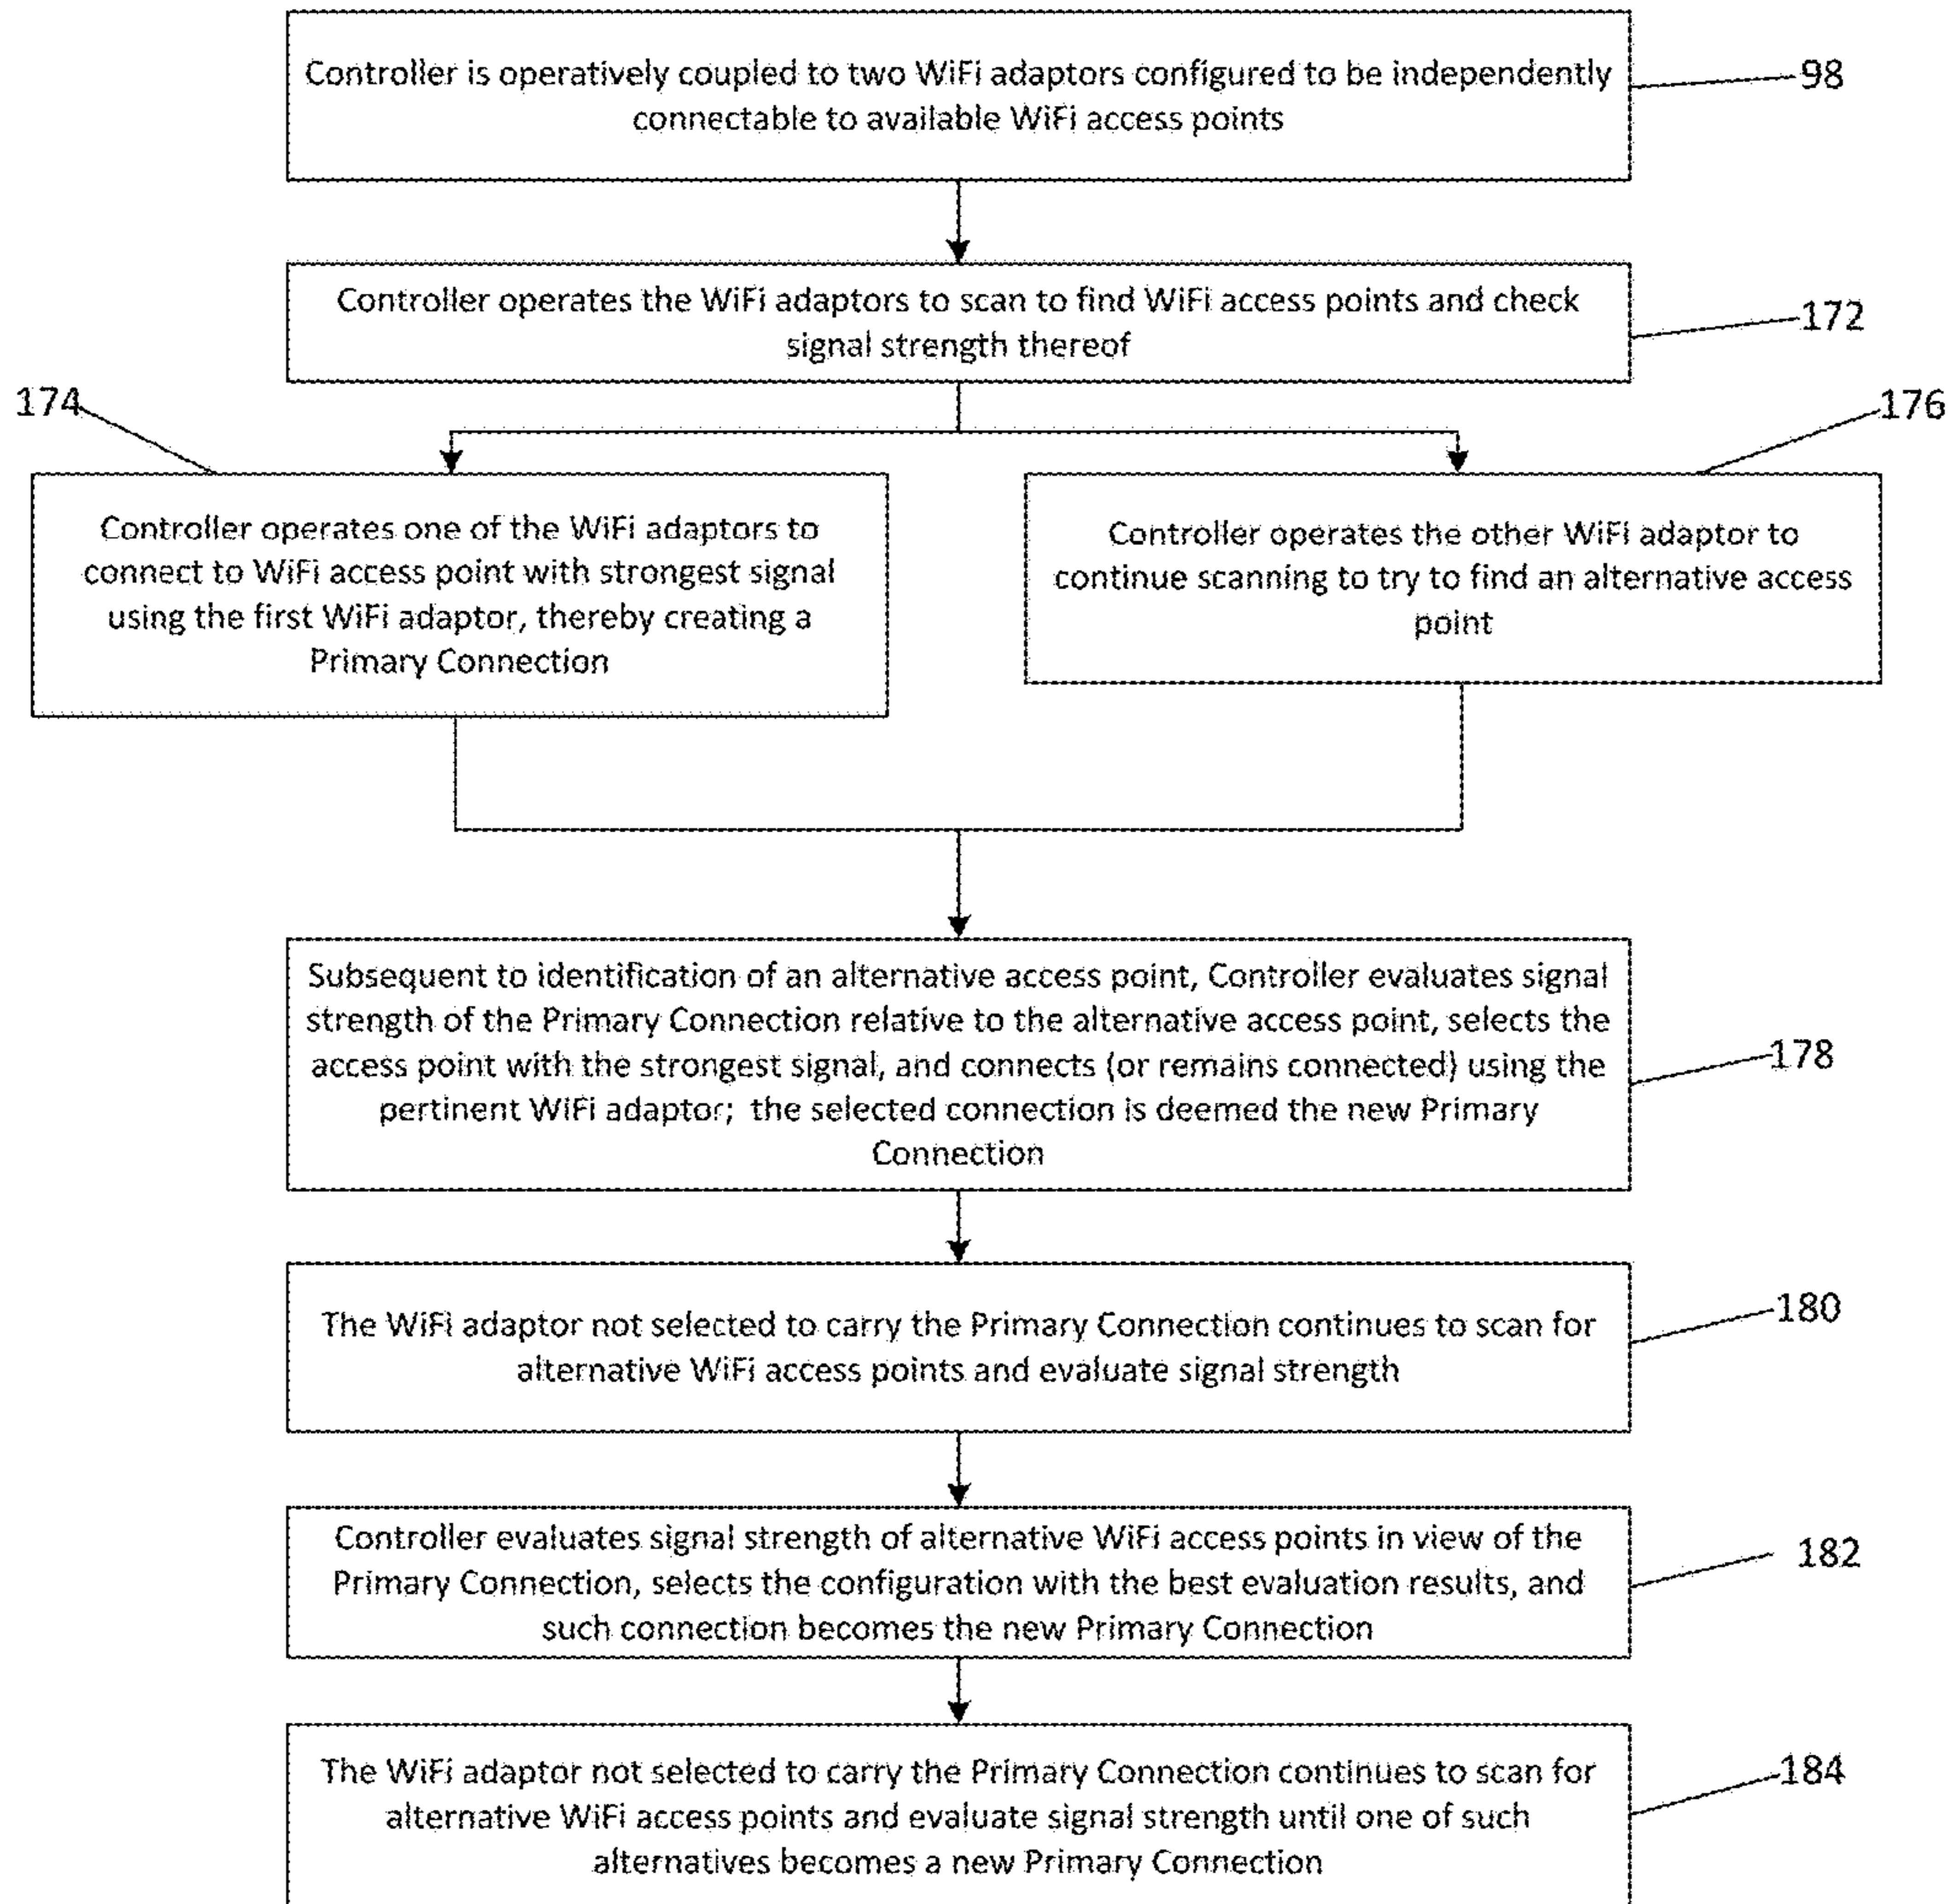 Controller is operatively coupled to two WiFi adaptors configured to be independently
connectable to available WiFi access points
98
Controller operates the WiFi adaptors to scan to find WiFi access points and check
signal strength thereof
172
174
176
Controller operates one of the WiFi adaptors to
connect to WiFi access point with strongest signal
using the first WiFi adaptor, thereby creating a
Primary Connection
Controller operates the other WiFi adaptor to
continue scanning to try to find an alternative access
point
Subsequent to identification of an alternative access point, Controller evaluates signal
strength of the Primary Connection relative to the alternative access point, selects the
access point with the strongest signal, and connects (or remains connected) using the
pertinent WiFi adaptor; the selected connection is deemed the new Primary
Connection
178
The WiFi adaptor not selected to carry the Primary Connection continues to scan for
alternative WiFi access points and evaluate signal strength
180
Controller evaluates signal strength of alternative WiFi access points in view of the
Primary Connection, selects the configuration with the best evaluation results, and
such connection becomes the new Primary Connection
182
The WiFi adaptor not selected to carry the Primary Connection continues to scan for
alternative WiFi access points and evaluate signal strength until one of such
alternatives becomes a new Primary Connection
184